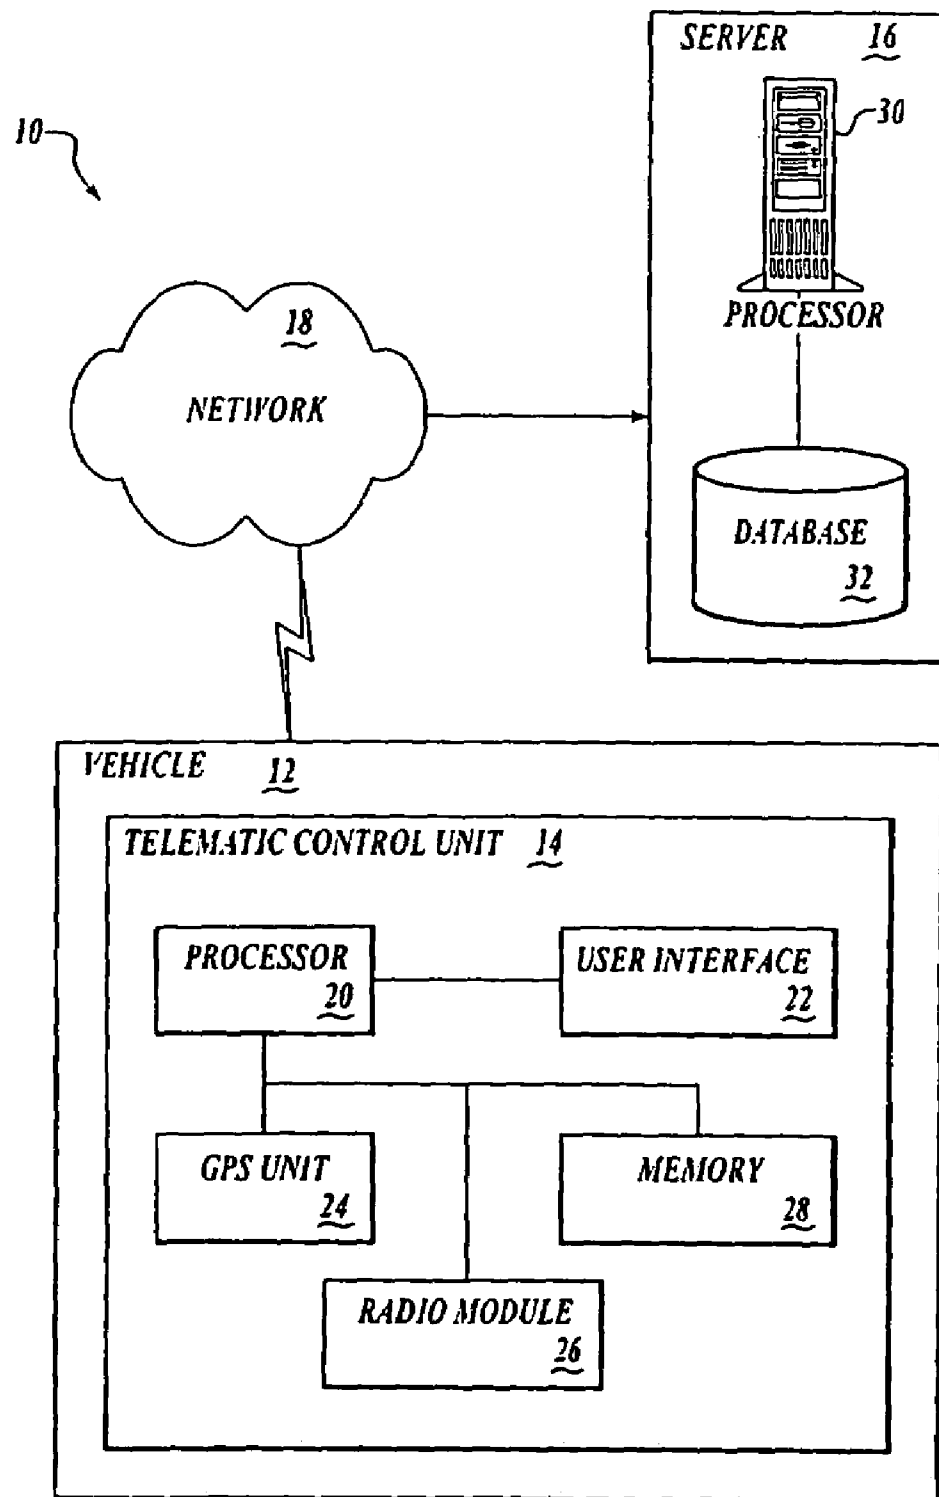 SERVER 16
10
30
PROCESSOR
18
NETWORK
DATABASE
32
VEHICLE 12
TELEMATIC CONTROL UNIT 14
PROCESSOR
20
USER INTERFACE
22
GPS UNIT
24
MEMORY
28
RADIO MODULE
26